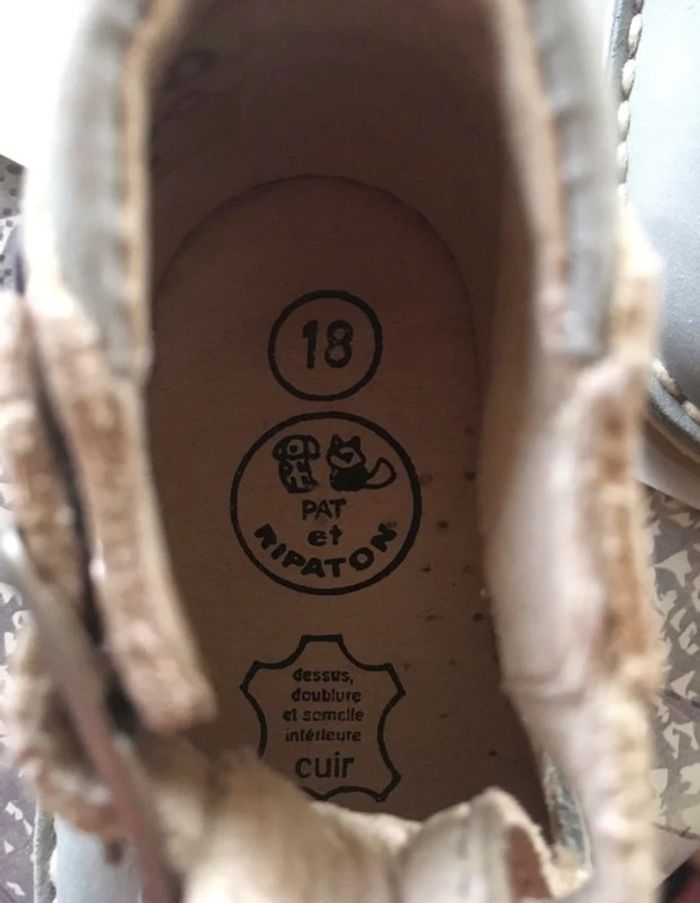 18
PAT
et
RIPATON
dessus,
doublure
et semelle
intérieure
cuir